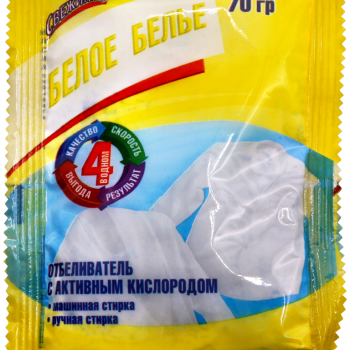 70 гр
БЕЛОЕ БЕЛЬЕ
КАЧЕСТВО
СКОРОСТЬ
4 В ОДНОМ
ВЫГОДА
РЕЗУЛЬТАТ
ОТБЕЛИВАТЕЛЬ
С АКТИВНЫМ КИСЛОРОДОМ
• машинная стирка
• ручная стирка